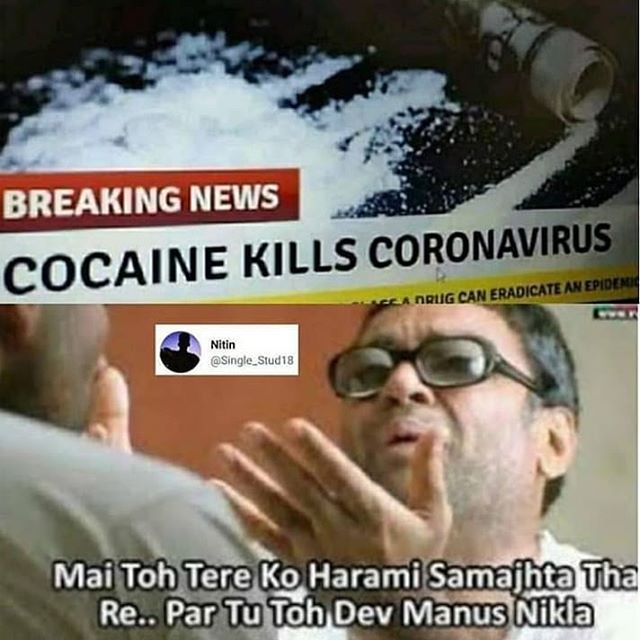 BREAKING NEWS
COCAINE KILLS CORONAVIRUS
A DRUG CAN ERADICATE AN EPIDEMIC
Nitin
@Single_Stud18
Mai Toh Tere Ko Harami Samajhta Tha
Re.. Par Tu Toh Dev Manus Nikla